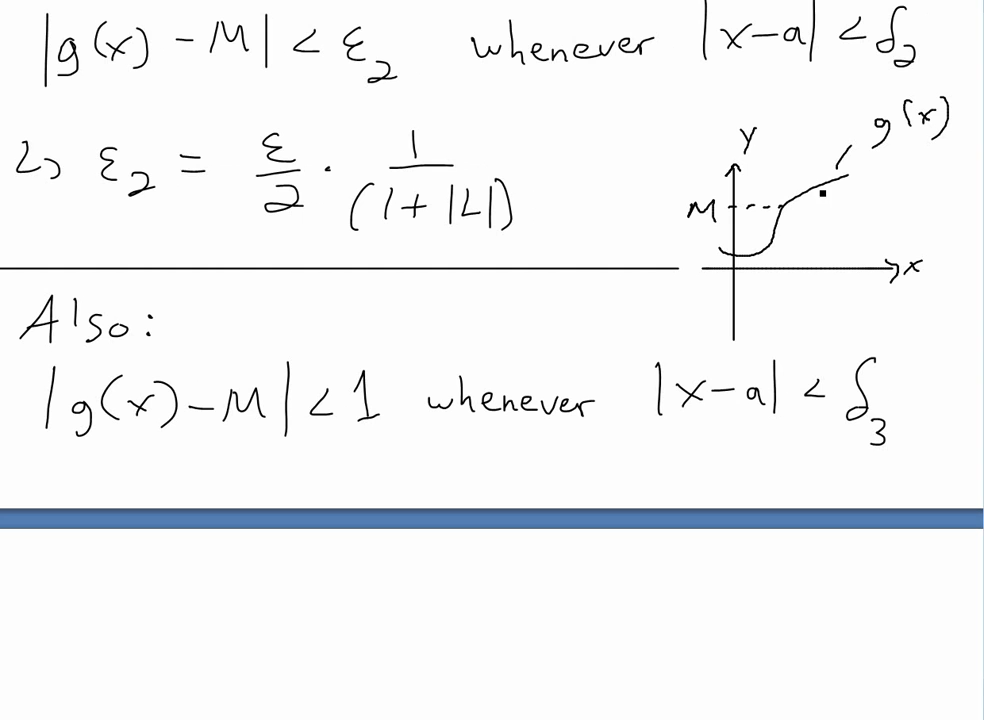 |g(x) - M| < ε₂ whenever |x-a| < δ₂
↳ ε₂ = ε/2 · 1/(1+|L|)
y
g(x)
M
x
Also:
|g(x)-M| < 1 whenever |x-a| < δ₃